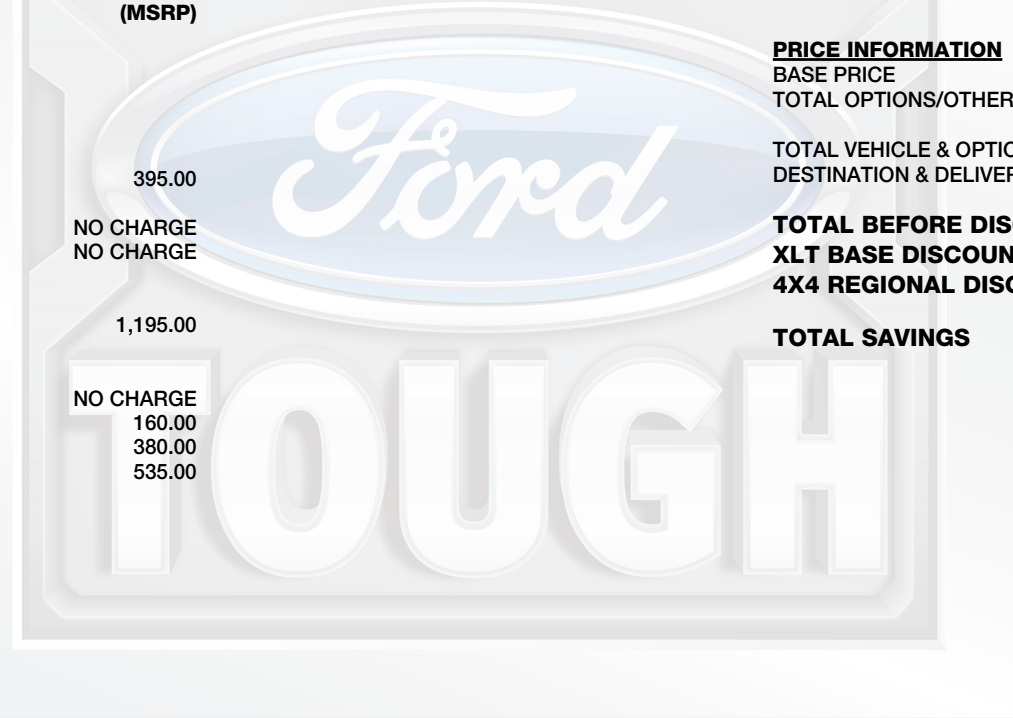 (MSRP)
395.00
NO CHARGE
NO CHARGE
1,195.00
NO CHARGE
160.00
380.00
535.00
PRICE INFORMATION
BASE PRICE
TOTAL OPTIONS/OTHER
TOTAL VEHICLE & OPTIO
DESTINATION & DELIVER
TOTAL BEFORE DIS
XLT BASE DISCOUN
4X4 REGIONAL DISC
TOTAL SAVINGS
Ford
TOUGH